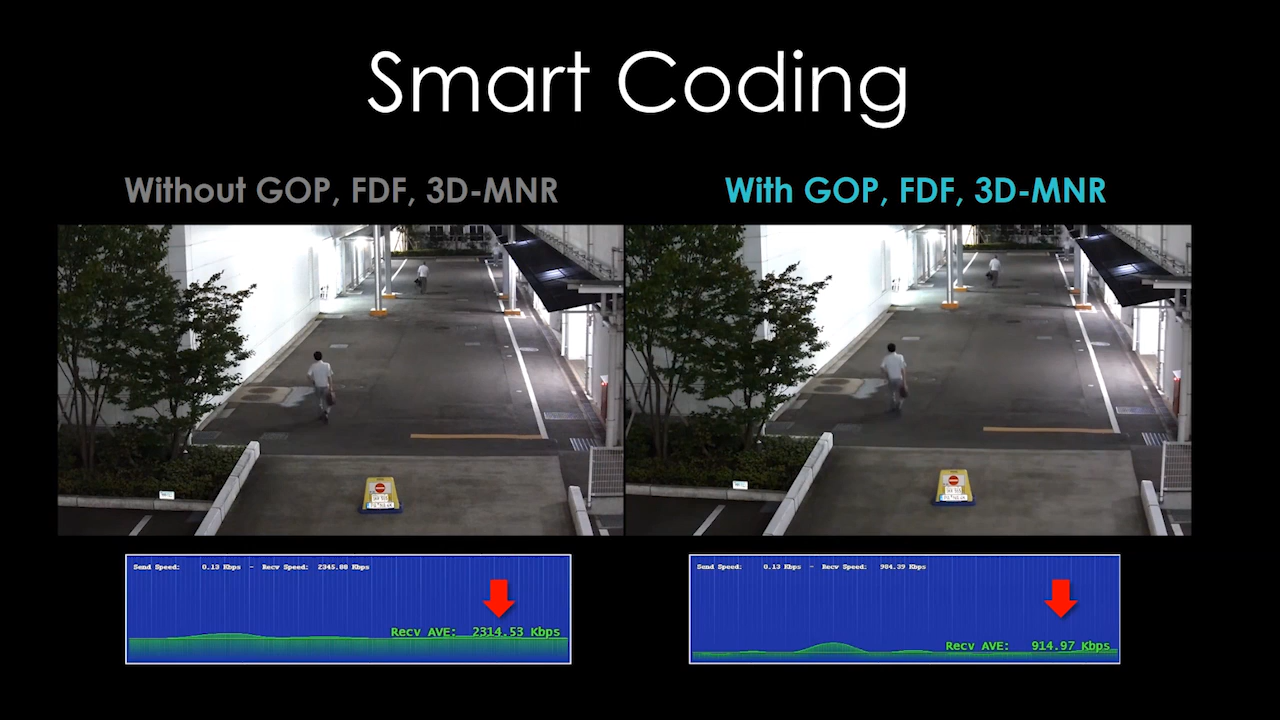 Smart Coding
Without GOP, FDF, 3D-MNR
With GOP, FDF, 3D-MNR
Send Speed: 0.13 Kbps - Recv Speed: 2345.88 Kbps
Recv AVE: 2314.53 Kbps
Send Speed: 0.13 Kbps - Recv Speed: 904.39 Kbps
Recv AVE: 914.97 Kbps